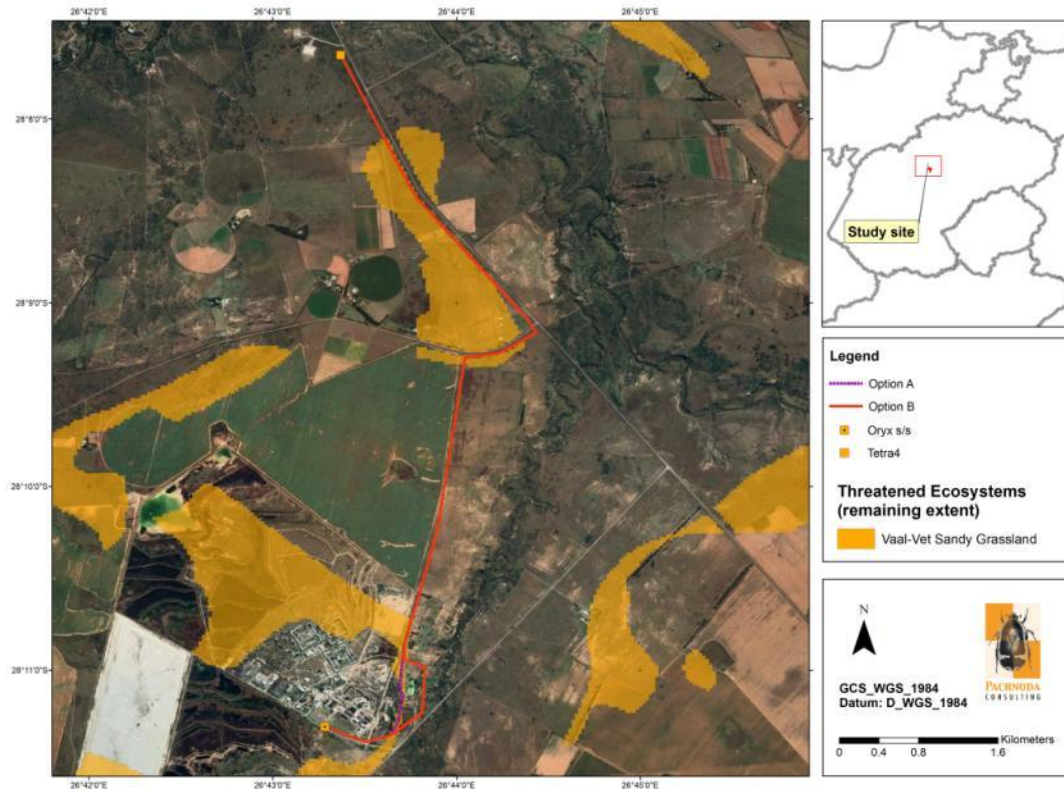 26°42'0"E 26°43'0"E 26°44'0"E 26°45'0"E
28°8'0"S
28°9'0"S
28°10'0"S
28°11'0"S
26°42'0"E 26°43'0"E 26°44'0"E 26°45'0"E
Study site
Legend
Option A
Option B
Oryx s/s
Tetra4
Threatened Ecosystems
(remaining extent)
Vaal-Vet Sandy Grassland
N
PACHNODA
CONSULTING
GCS_WGS_1984
Datum: D_WGS_1984
Kilometers
0 0.4 0.8 1.6